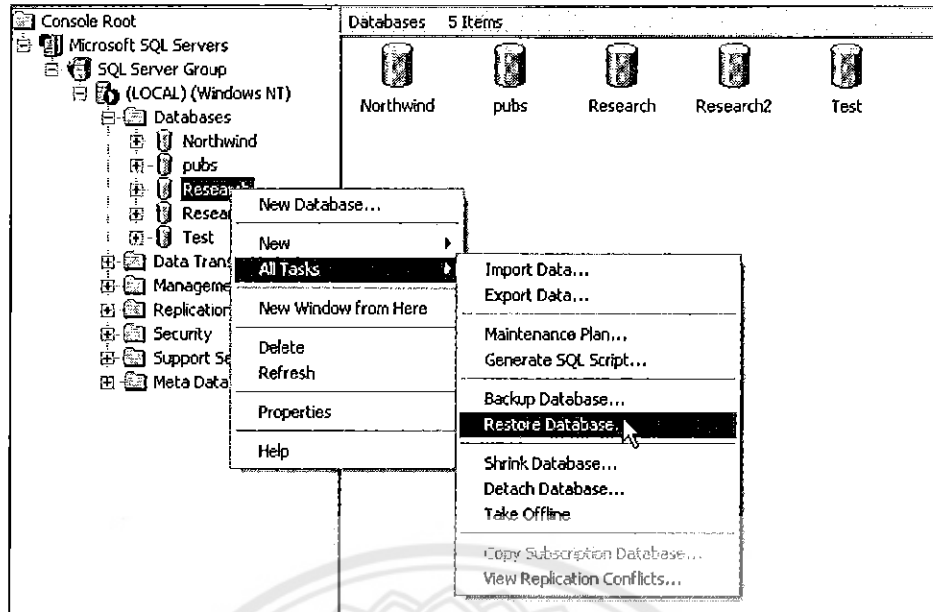 Console Root
Microsoft SQL Servers
SQL Server Group
(LOCAL) (Windows NT)
Databases
Northwind
pubs
Research
Resear
Test
Data Trans
Manageme
Replication
Security
Support Se
Meta Data
Databases 5 Items
Northwind pubs Research Research2 Test
New Database...
New
All Tasks
New Window from Here
Delete
Refresh
Properties
Help
Import Data...
Export Data...
Maintenance Plan...
Generate SQL Script...
Backup Database...
Restore Database...
Shrink Database...
Detach Database...
Take Offline
Copy Subscription Database...
View Replication Conflicts...